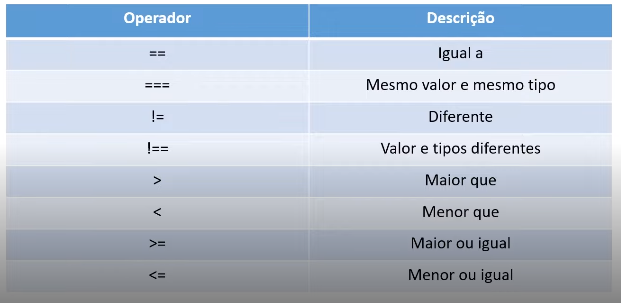 Operador Descrição
== Igual a
=== Mesmo valor e mesmo tipo
!= Diferente
!== Valor e tipos diferentes
> Maior que
< Menor que
>= Maior ou igual
<= Menor ou igual